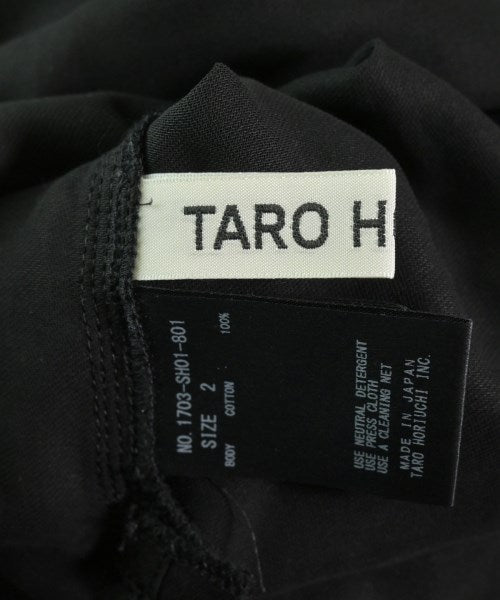 TARO H
NO. 1703-SH01-801
SIZE 2
BODY COTTON 100%
USE NEUTRAL DETERGENT
USE PRESS CLOTH
USE A CLEANING NET
MADE IN JAPAN
TARO HORIUCHI INC.